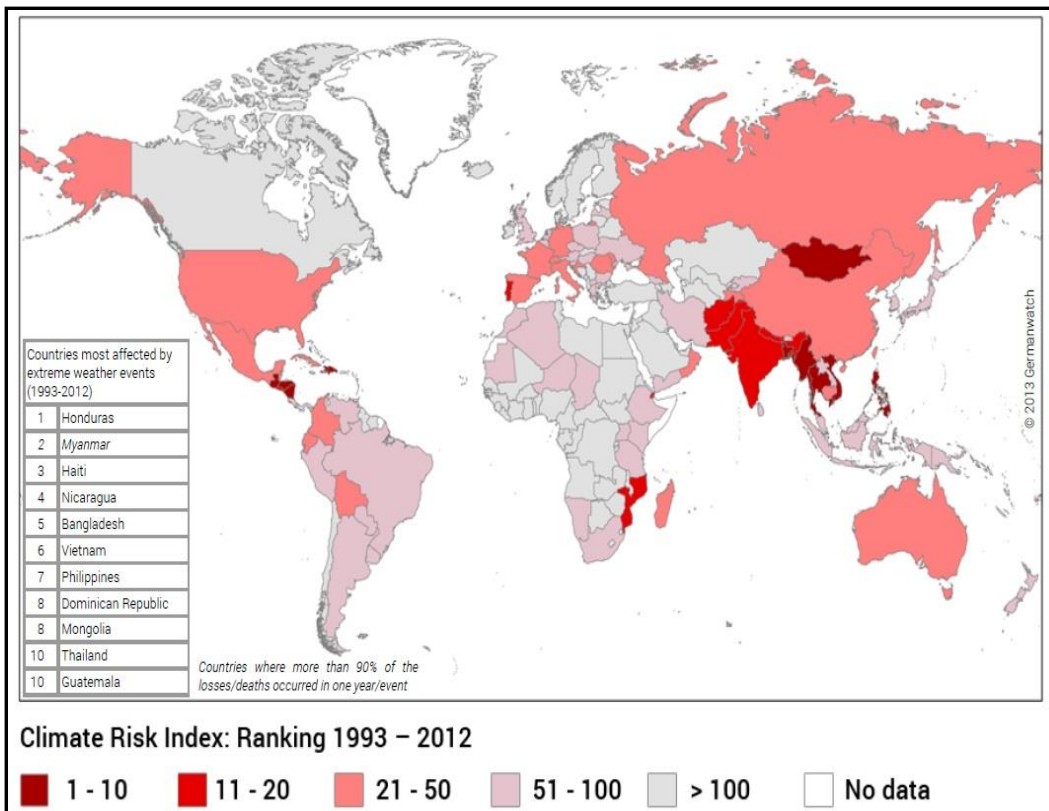 Countries most affected by
extreme weather events
(1993-2012)
1 Honduras
2 Myanmar
3 Haiti
4 Nicaragua
5 Bangladesh
6 Vietnam
7 Philippines
8 Dominican Republic
8 Mongolia
10 Thailand
10 Guatemala
Countries where more than 90% of the
losses/deaths occurred in one year/event
© 2013 Germanwatch
Climate Risk Index: Ranking 1993 – 2012
1 - 10 11 - 20 21 - 50 51 - 100 > 100 No data